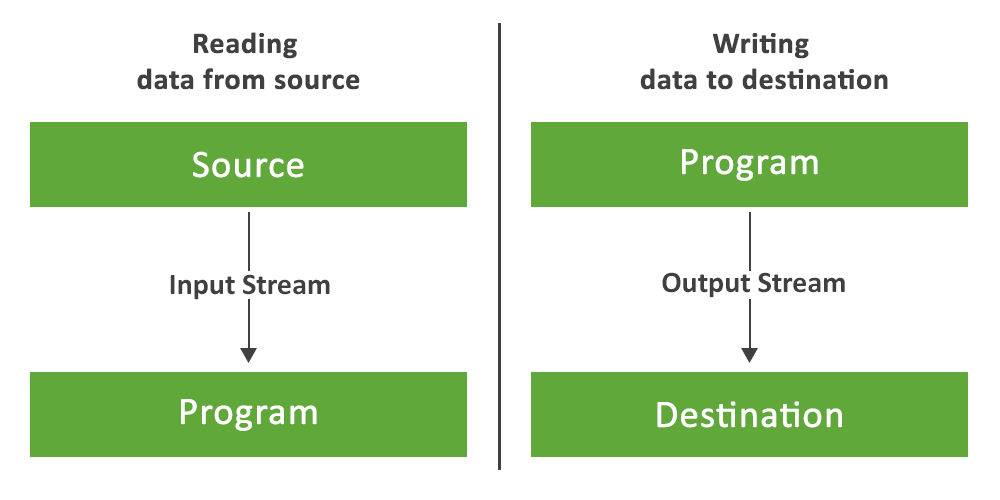 Reading
data from source
Source
Input Stream
Program
Writing
data to destination
Program
Output Stream
Destination